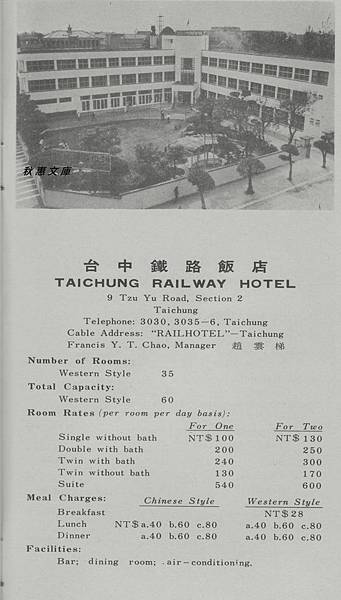 秋惠文庫
台中鐵路飯店
TAICHUNG RAILWAY HOTEL
9 Tzu Yu Road, Section 2
Taichung
Telephone: 3030, 3035-6, Taichung
Cable Address: "RAILHOTEL"-Taichung
Francis Y. T. Chao, Manager 趙雲梯
Number of Rooms:
Western Style 35
Total Capacity:
Western Style 60
Room Rates (per room per day basis):
For One For Two
Single without bath NT$100 NT$130
Double with bath 200 250
Twin with bath 240 300
Twin without bath 130 170
Suite 540 600
Meal Charges: Chinese Style Western Style
Breakfast NT$28
Lunch NT$a.40 b.60 c.80 a.40 b.60 c.80
Dinner a.40 b.60 c.80 a.40 b.60 c.80
Facilities:
Bar; dining room; air-conditioning.